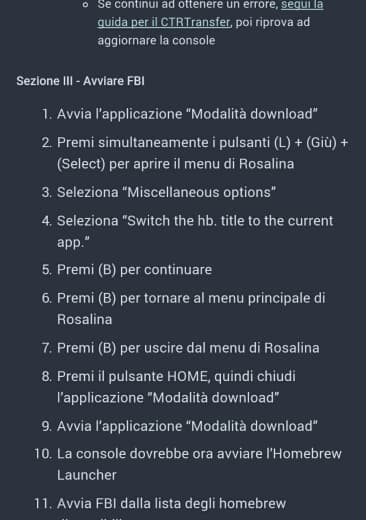 Se continui ad ottenere un errore, segui la
guida per il CTRTransfer, poi riprova ad
aggiornare la console
Sezione III - Avviare FBI
1. Avvia l'applicazione “Modalità download”
2. Premi simultaneamente i pulsanti (L) + (Giù) +
(Select) per aprire il menu di Rosalina
3. Seleziona “Miscellaneous options”
4. Seleziona “Switch the hb. title to the current
app.”
5. Premi (B) per continuare
6. Premi (B) per tornare al menu principale di
Rosalina
7. Premi (B) per uscire dal menu di Rosalina
8. Premi il pulsante HOME, quindi chiudi
l'applicazione “Modalità download”
9. Avvia l'applicazione “Modalità download”
10. La console dovrebbe ora avviare l'Homebrew
Launcher
11. Avvia FBI dalla lista degli homebrew